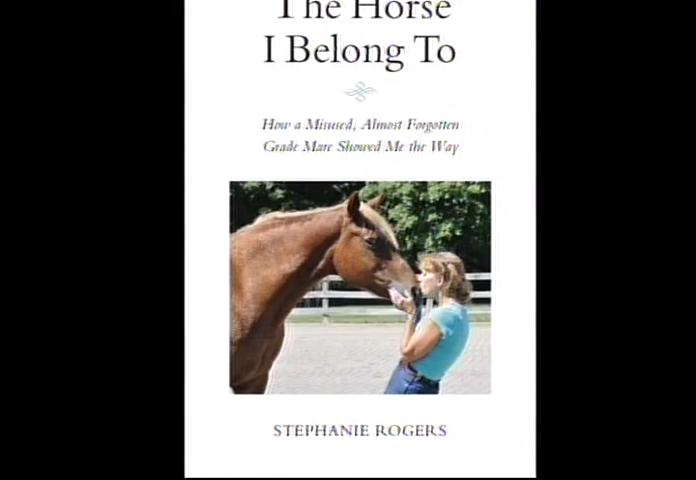 The Horse
I Belong To
How a Misused, Almost Forgotten
Grade Mare Showed Me the Way
STEPHANIE ROGERS